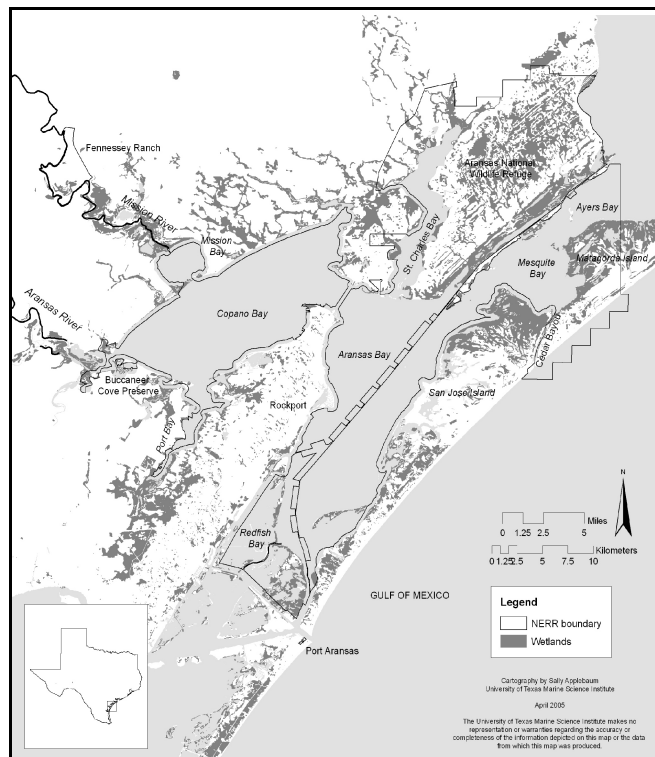 Fennessey Ranch
Mission River
Mission
Bay
Aransas National
Wildlife Refuge
St. Charles Bay
Ayers Bay
Mesquite
Bay
Matagorda Island
Aransas River
Copano Bay
Cedar Bayou
Aransas Bay
Buccaneer
Cove Preserve
San Jose Island
Rockport
Port Bay
N
Miles
0 1.25 2.5 5
Kilometers
0 1.252.5 5 7.5 10
Redfish
Bay
GULF OF MEXICO
Legend
NERR boundary
Wetlands
Port Aransas
Cartography by Sally Applebaum
University of Texas Marine Science Institute
April 2005
The University of Texas Marine Science Institute makes no
representation or warranties regarding the accuracy or
completeness of the information depicted on this map or the data
from which this map was produced.